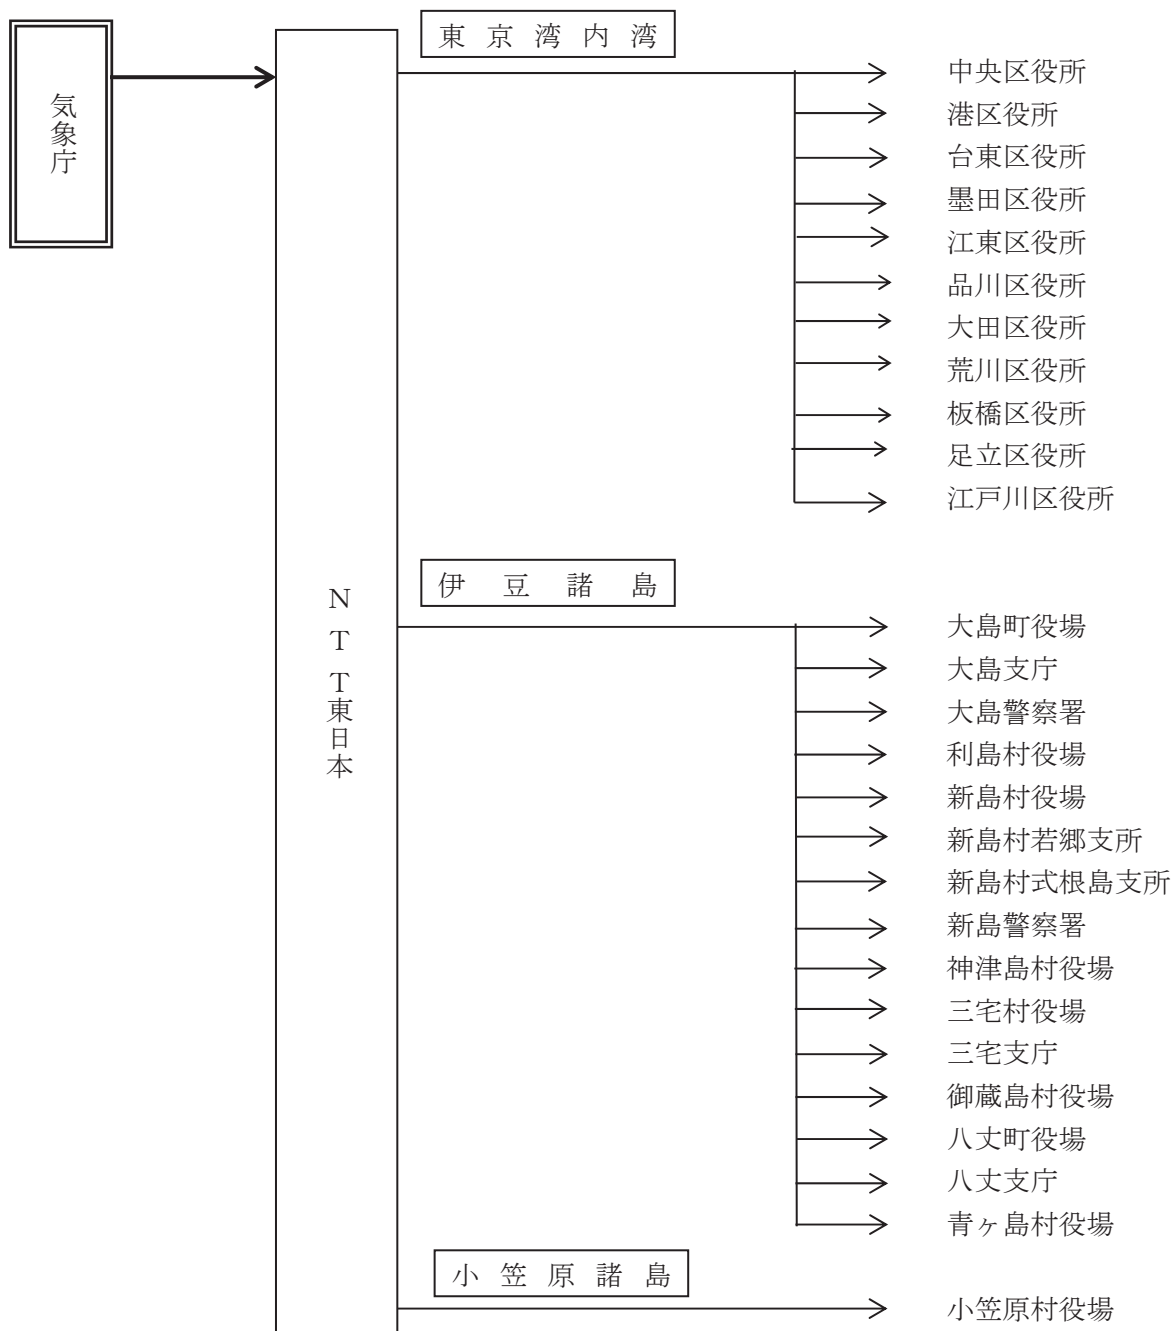 気象庁
NTT東日本
東京湾内湾
中央区役所
港区役所
台東区役所
墨田区役所
江東区役所
品川区役所
大田区役所
荒川区役所
板橋区役所
足立区役所
江戸川区役所
伊豆諸島
大島町役場
大島支庁
大島警察署
利島村役場
新島村役場
新島村若郷支所
新島村式根島支所
新島警察署
神津島村役場
三宅村役場
三宅支庁
御蔵島村役場
八丈町役場
八丈支庁
青ヶ島村役場
小笠原諸島
小笠原村役場